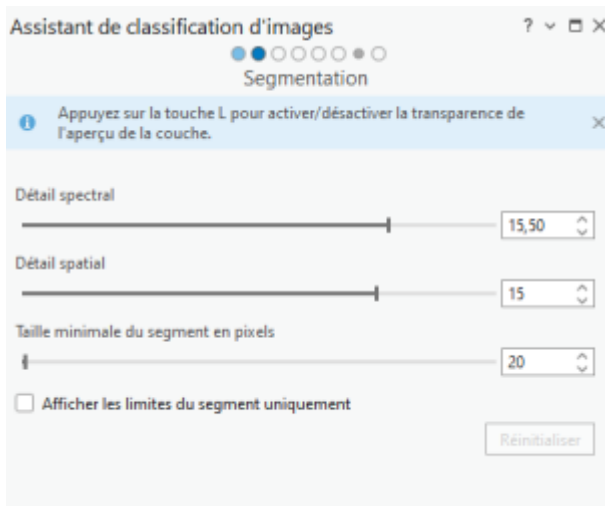 Assistant de classification d'images
?
Segmentation
Appuyez sur la touche L pour activer/désactiver la transparence de
l'aperçu de la couche.
Détail spectral
15,50
Détail spatial
15
Taille minimale du segment en pixels
20
Afficher les limites du segment uniquement
Réinitialiser